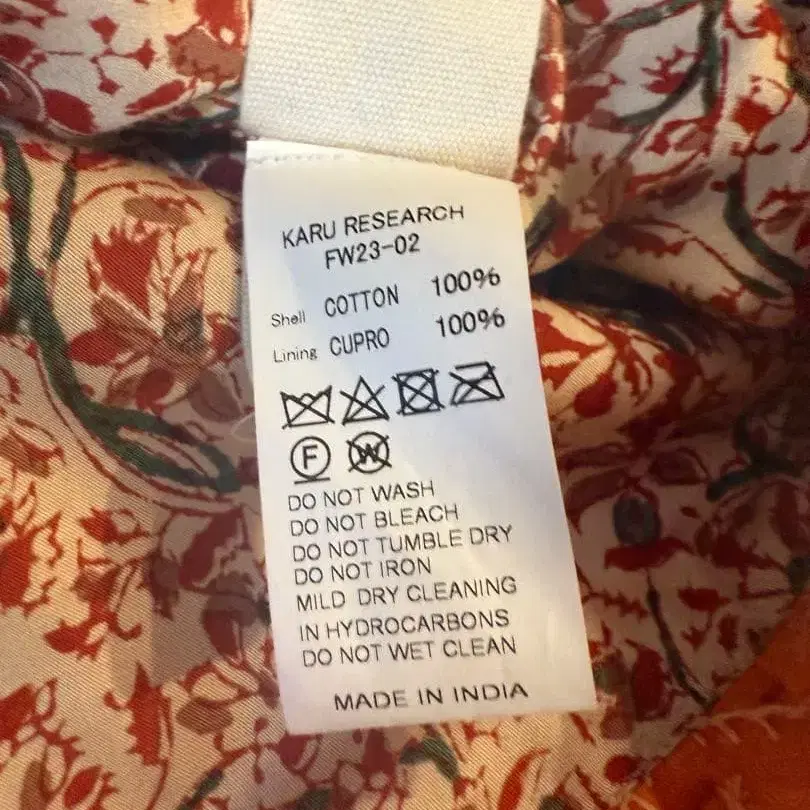 KARU RESEARCH
FW23-02
Shell COTTON 100%
Lining CUPRO 100%
F W
DO NOT WASH
DO NOT BLEACH
DO NOT TUMBLE DRY
DO NOT IRON
MILD DRY CLEANING
IN HYDROCARBONS
DO NOT WET CLEAN
MADE IN INDIA